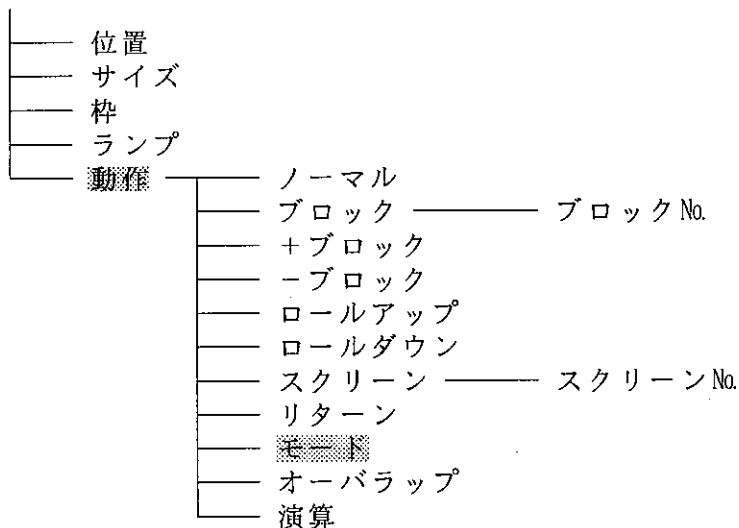 位置
サイズ
枠
ランプ
動作
ノーマル
ブロック ブロック№
+ブロック
-ブロック
ロールアップ
ロールダウン
スクリーン スクリーン№
リターン
モード
オーバラップ
演算